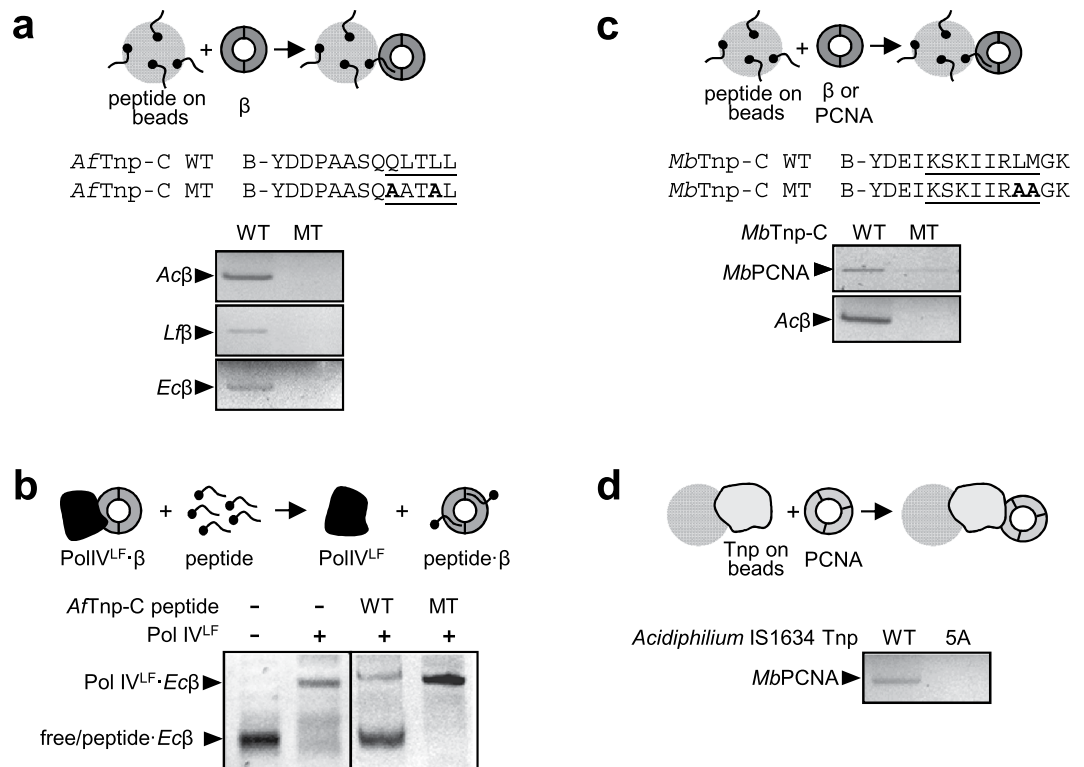 a
+
peptide on
beads
β
AfTnp-C WT B-YDDPAASQQLTLL
AfTnp-C MT B-YDDPAASQAATAL
WT MT
Acβ
Lfβ
Ecβ
b
+
+
PolIVLF·β
peptide
PolIVLF
peptide·β
AfTnp-C peptide - - WT MT
Pol IVLF - + + +
Pol IVLF·Ecβ
free/peptide·Ecβ
c
+
peptide on
beads
β or
PCNA
MbTnp-C WT B-YDEIKSKIIRLMGK
MbTnp-C MT B-YDEIKSKIIRAAGK
MbTnp-C WT MT
MbPCNA
Acβ
d
+
Tnp on
beads
PCNA
Acidiphilium IS1634 Tnp WT 5A
MbPCNA